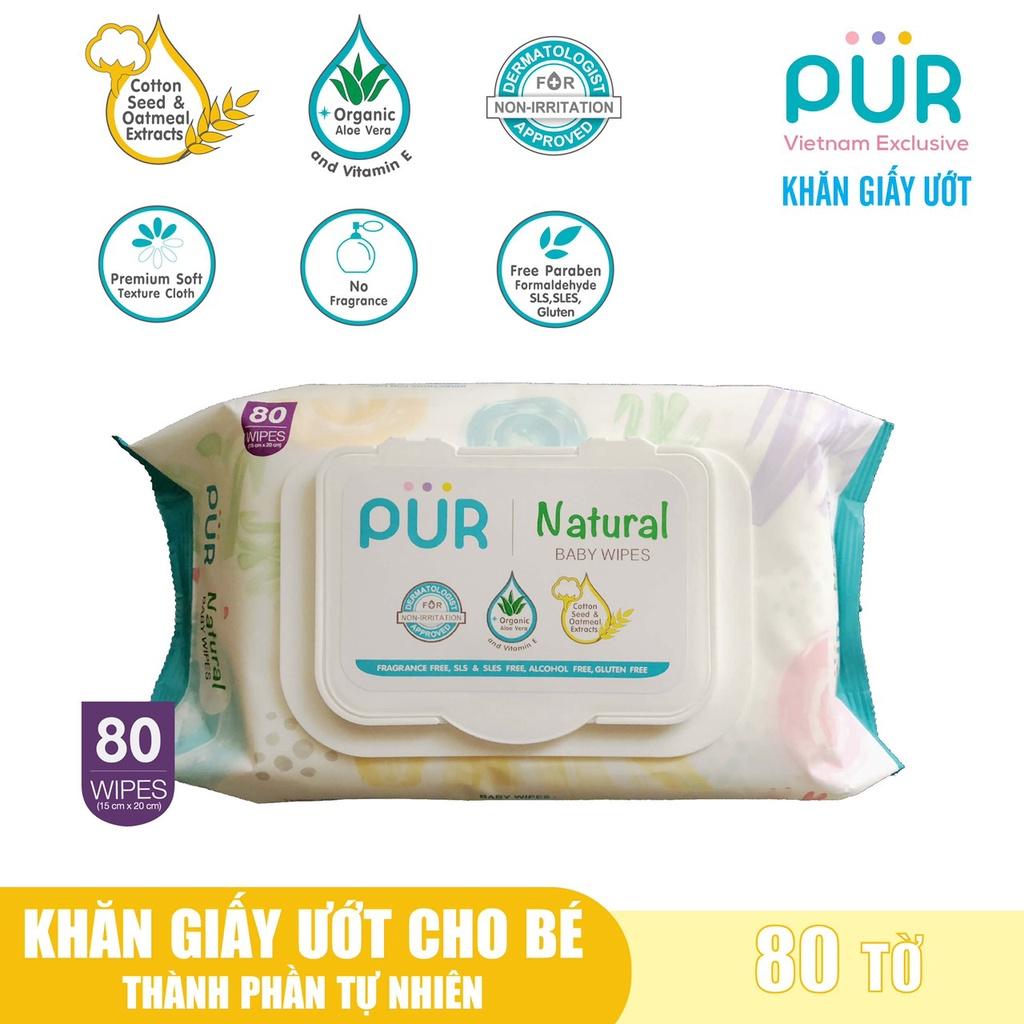 Cotton
Seed &
Oatmeal
Extracts
Organic
Aloe Vera
and Vitamin E
DERMATOLOGIST
FOR
NON-IRRITATION
APPROVED
PÜR
Vietnam Exclusive
KHĂN GIẤY ƯỚT
Premium Soft
Texture Cloth
No
Fragrance
Free Paraben
Formaldehyde
SLS,SLES,
Gluten
80
WIPES
(15 cm x 20 cm)
PÜR
Natural
BABY WIPES
PÜR
Natural
BABY WIPES
DERMATOLOGIST
FOR
NON-IRRITATION
APPROVED
Organic
Aloe Vera
and Vitamin E
Cotton
Seed &
Oatmeal
Extracts
FRAGRANCE FREE, SLS & SLES FREE, ALCOHOL FREE, GLUTEN FREE
BABY WIPES
80
WIPES
(15 cm x 20 cm)
KHĂN GIẤY ƯỚT CHO BÉ
THÀNH PHẦN TỰ NHIÊN
80 TỜ